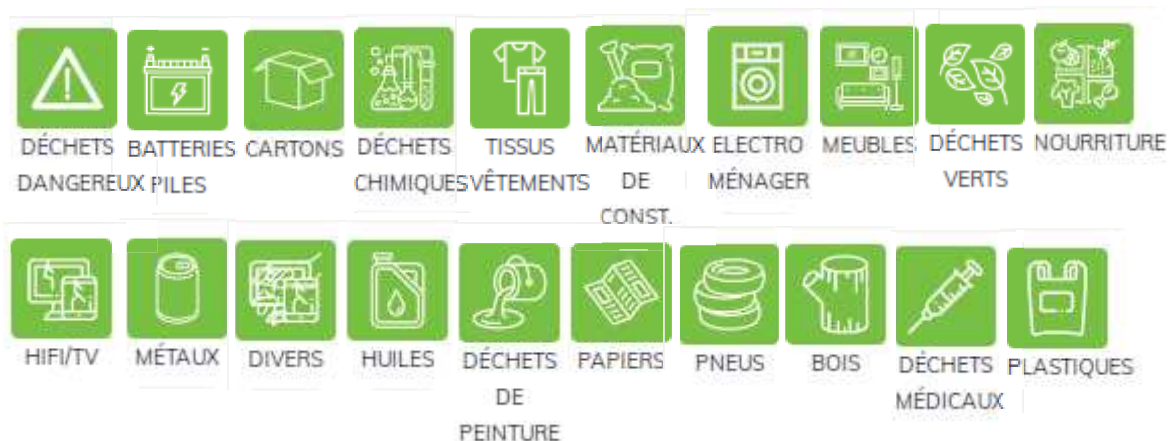 DÉCHETS DANGEREUX
BATTERIES PILES
CARTONS
DÉCHETS CHIMIQUES
TISSUS VÊTEMENTS
MATÉRIAUX DE CONST.
ELECTRO MÉNAGER
MEUBLES
DÉCHETS VERTS
NOURRITURE
HIFI/TV
MÉTAUX
DIVERS
HUILES
DÉCHETS DE PEINTURE
PAPIERS
PNEUS
BOIS
DÉCHETS MÉDICAUX
PLASTIQUES